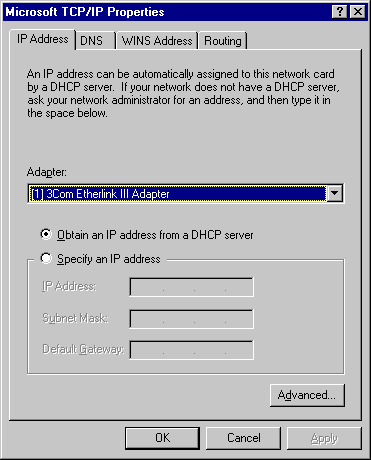 Microsoft TCP/IP Properties
IP Address
DNS
WINS Address
Routing
An IP address can be automatically assigned to this network card
by a DHCP server. If your network does not have a DHCP server,
ask your network administrator for an address, and then type it in
the space below.
Adapter:
[1] 3Com Etherlink III Adapter
Obtain an IP address from a DHCP server
Specify an IP address
IP Address:
Subnet Mask:
Default Gateway:
Advanced...
OK
Cancel
Apply